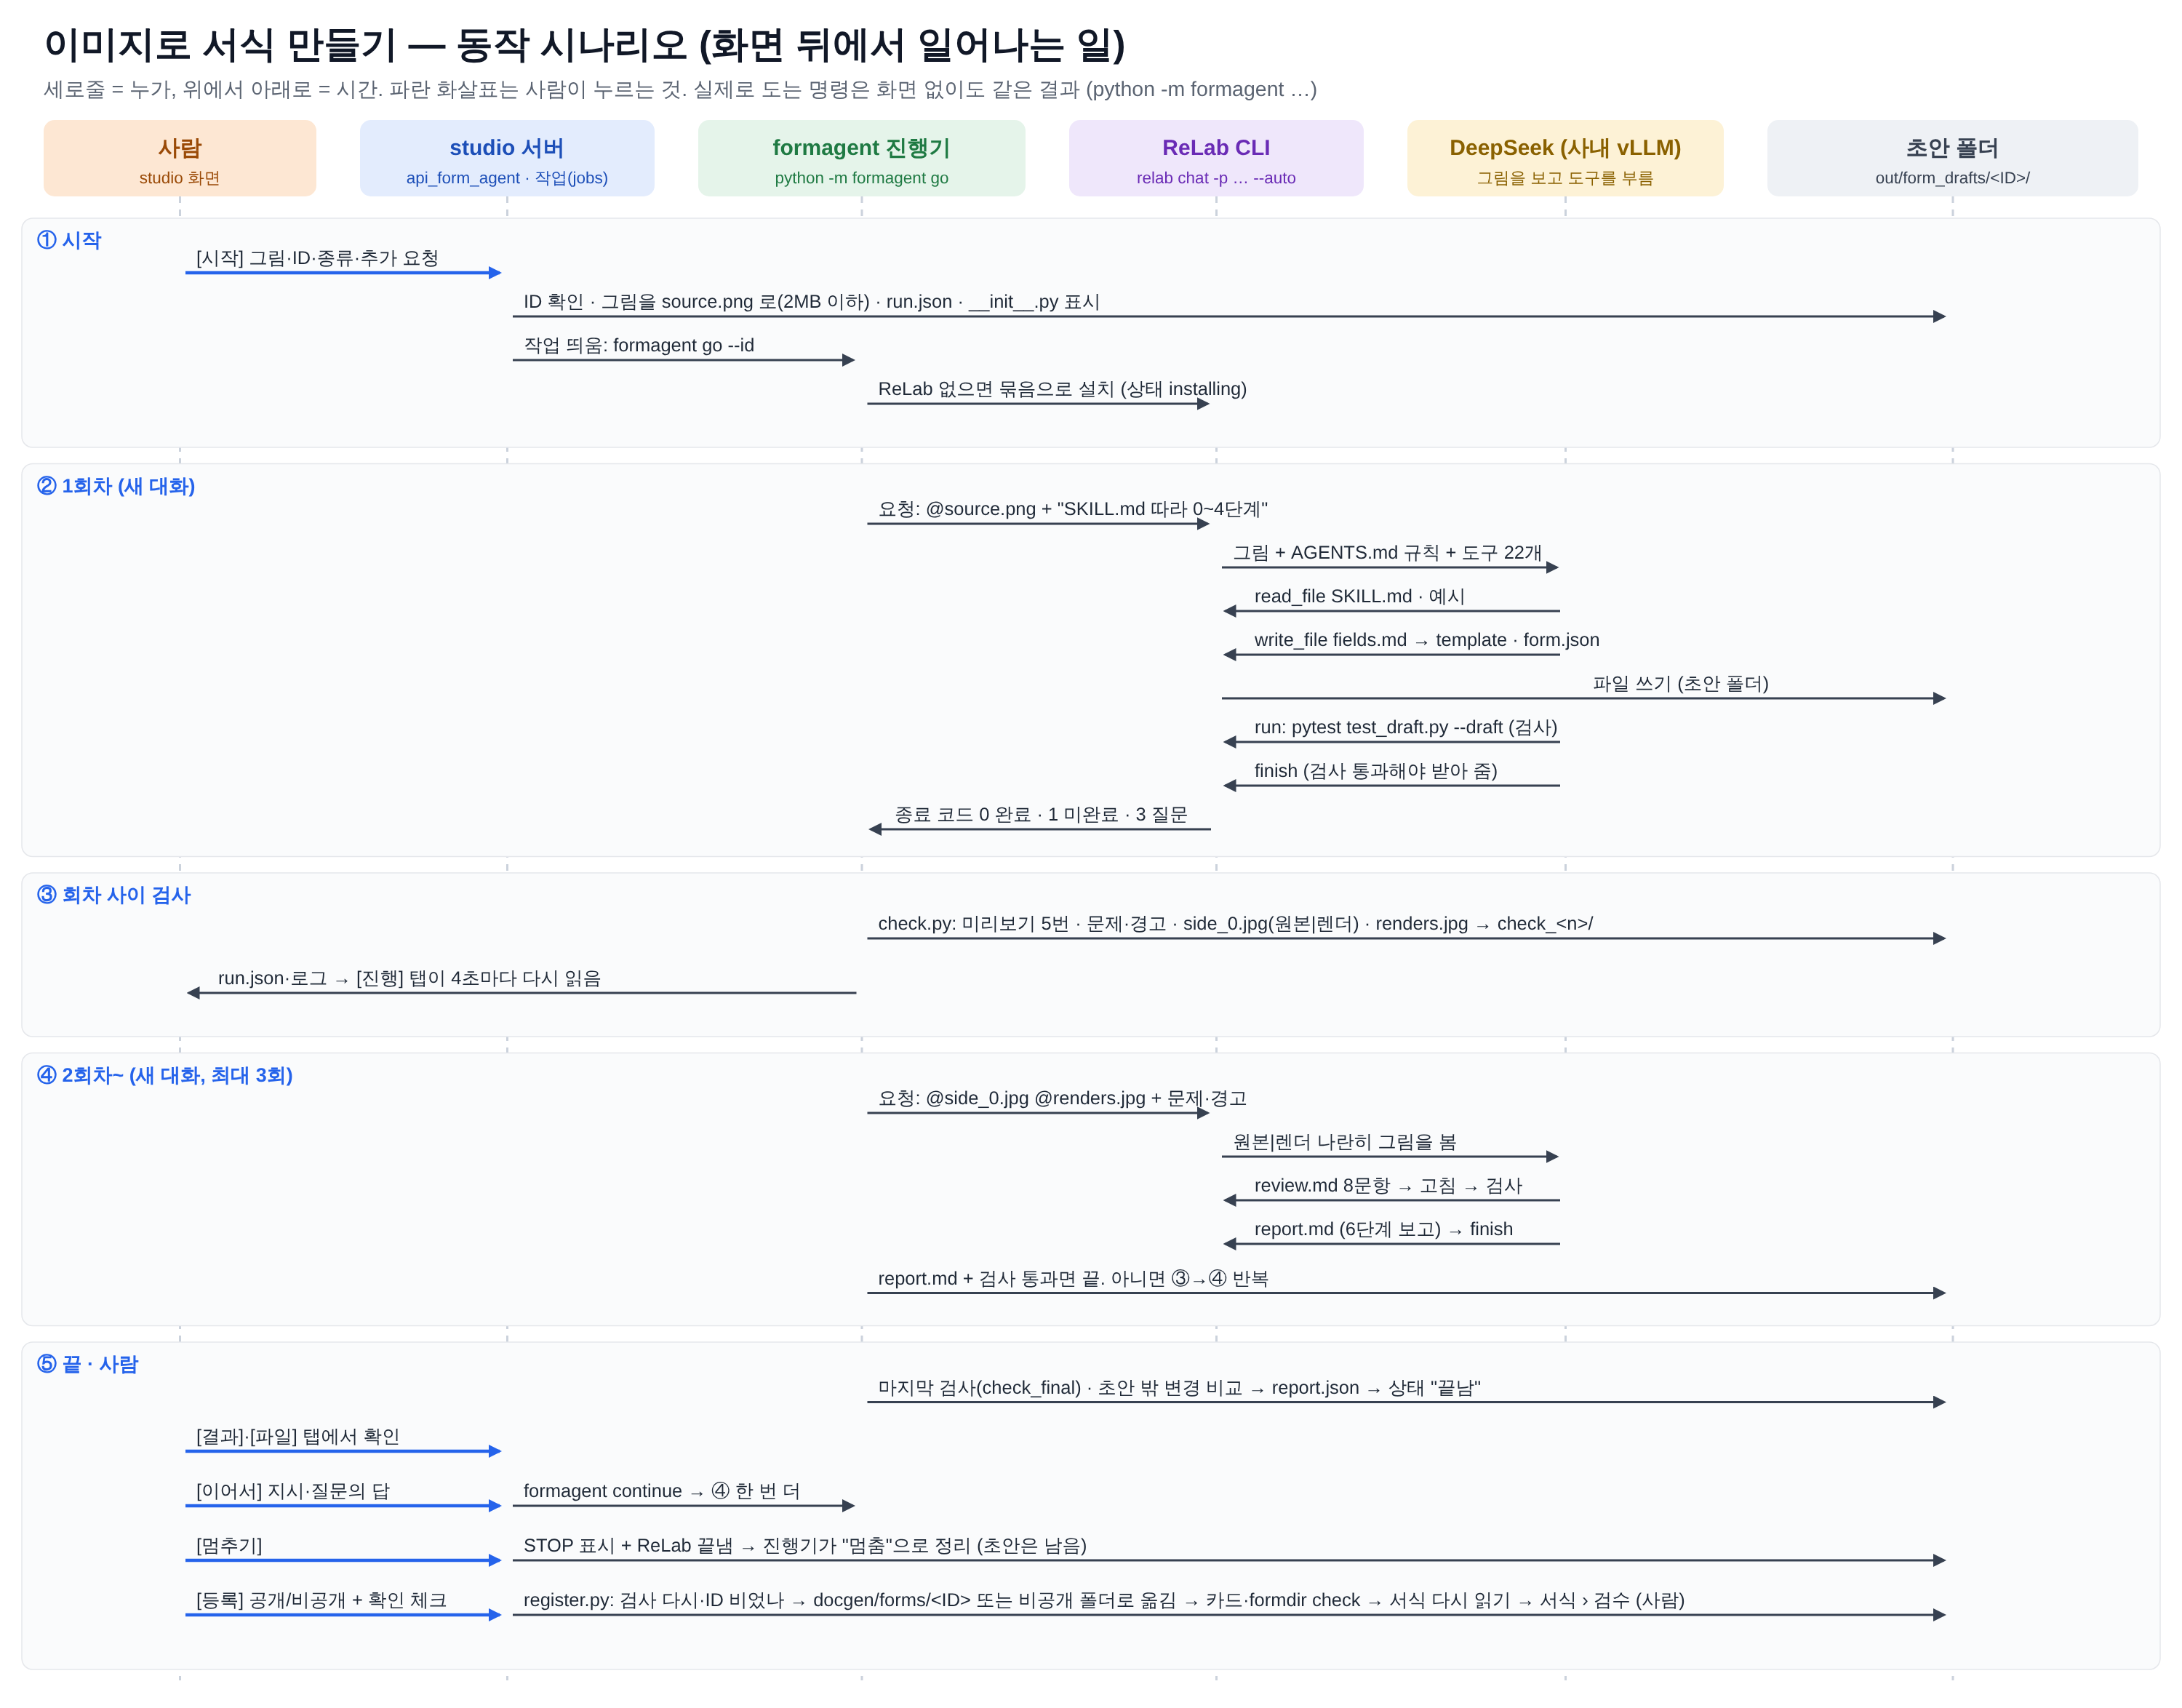 이미지로 서식 만들기 — 동작 시나리오 (화면 뒤에서 일어나는 일)
세로줄 = 누가, 위에서 아래로 = 시간. 파란 화살표는 사람이 누르는 것. 실제로 도는 명령은 화면 없이도 같은 결과 (python -m formagent …)
사람
studio 화면
studio 서버
api_form_agent · 작업(jobs)
formagent 진행기
python -m formagent go
ReLab CLI
relab chat -p … --auto
DeepSeek (사내 vLLM)
그림을 보고 도구를 부름
초안 폴더
out/form_drafts/<ID>/
① 시작
[시작] 그림·ID·종류·추가 요청
ID 확인 · 그림을 source.png 로(2MB 이하) · run.json · __init__.py 표시
작업 띄움: formagent go --id
ReLab 없으면 묶음으로 설치 (상태 installing)
② 1회차 (새 대화)
요청: @source.png + "SKILL.md 따라 0~4단계"
그림 + AGENTS.md 규칙 + 도구 22개
read_file SKILL.md · 예시
write_file fields.md → template · form.json
파일 쓰기 (초안 폴더)
run: pytest test_draft.py --draft (검사)
finish (검사 통과해야 받아 줌)
종료 코드 0 완료 · 1 미완료 · 3 질문
③ 회차 사이 검사
check.py: 미리보기 5번 · 문제·경고 · side_0.jpg(원본|렌더) · renders.jpg → check_<n>/
run.json·로그 → [진행] 탭이 4초마다 다시 읽음
④ 2회차~ (새 대화, 최대 3회)
요청: @side_0.jpg @renders.jpg + 문제·경고
원본|렌더 나란히 그림을 봄
review.md 8문항 → 고침 → 검사
report.md (6단계 보고) → finish
report.md + 검사 통과면 끝. 아니면 ③→④ 반복
⑤ 끝 · 사람
마지막 검사(check_final) · 초안 밖 변경 비교 → report.json → 상태 "끝남"
[결과]·[파일] 탭에서 확인
[이어서] 지시·질문의 답
formagent continue → ④ 한 번 더
[멈추기]
STOP 표시 + ReLab 끝냄 → 진행기가 "멈춤"으로 정리 (초안은 남음)
[등록] 공개/비공개 + 확인 체크
register.py: 검사 다시·ID 비었나 → docgen/forms/<ID> 또는 비공개 폴더로 옮김 → 카드·formdir check → 서식 다시 읽기 → 서식 › 검수 (사람)